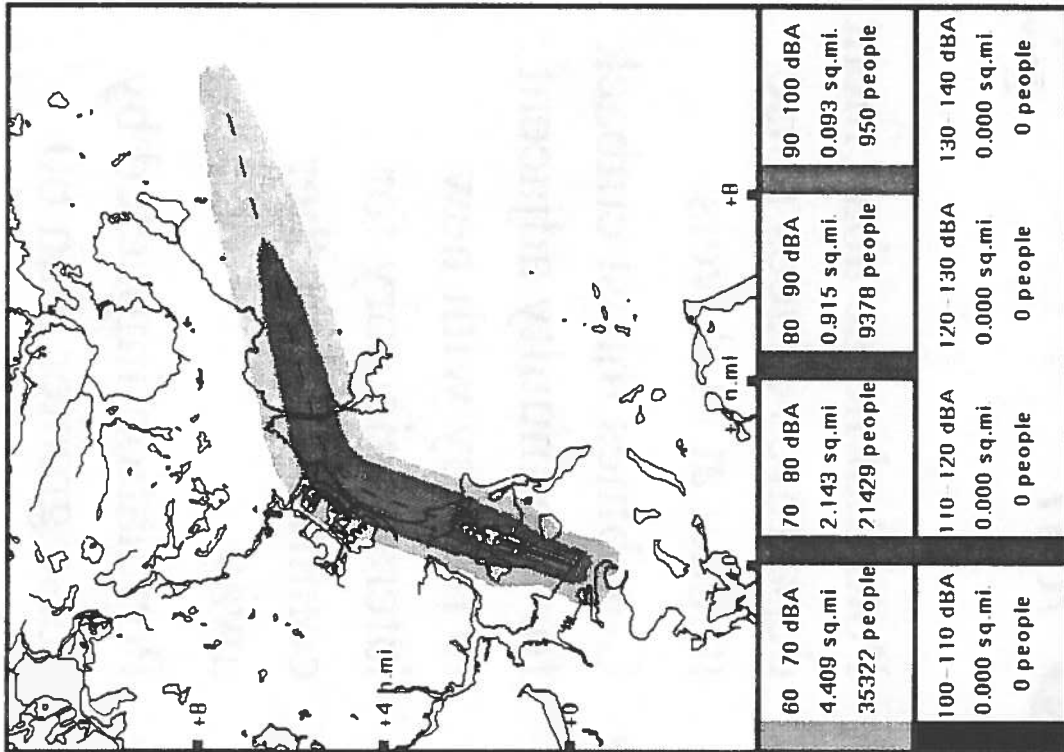 +8
+4 n.mi
+0
+ n.mi
+8
60 70 dBA
4.409 sq.mi.
35322 people
70 80 dBA
2.143 sq.mi.
21429 people
80 90 dBA
0.915 sq.mi.
9378 people
90-100 dBA
0.093 sq.mi.
950 people
100-110 dBA
0.000 sq.mi.
0 people
110-120 dBA
0.000 sq.mi.
0 people
120-130 dBA
0.000 sq.mi.
0 people
130-140 dBA
0.000 sq.mi.
0 people